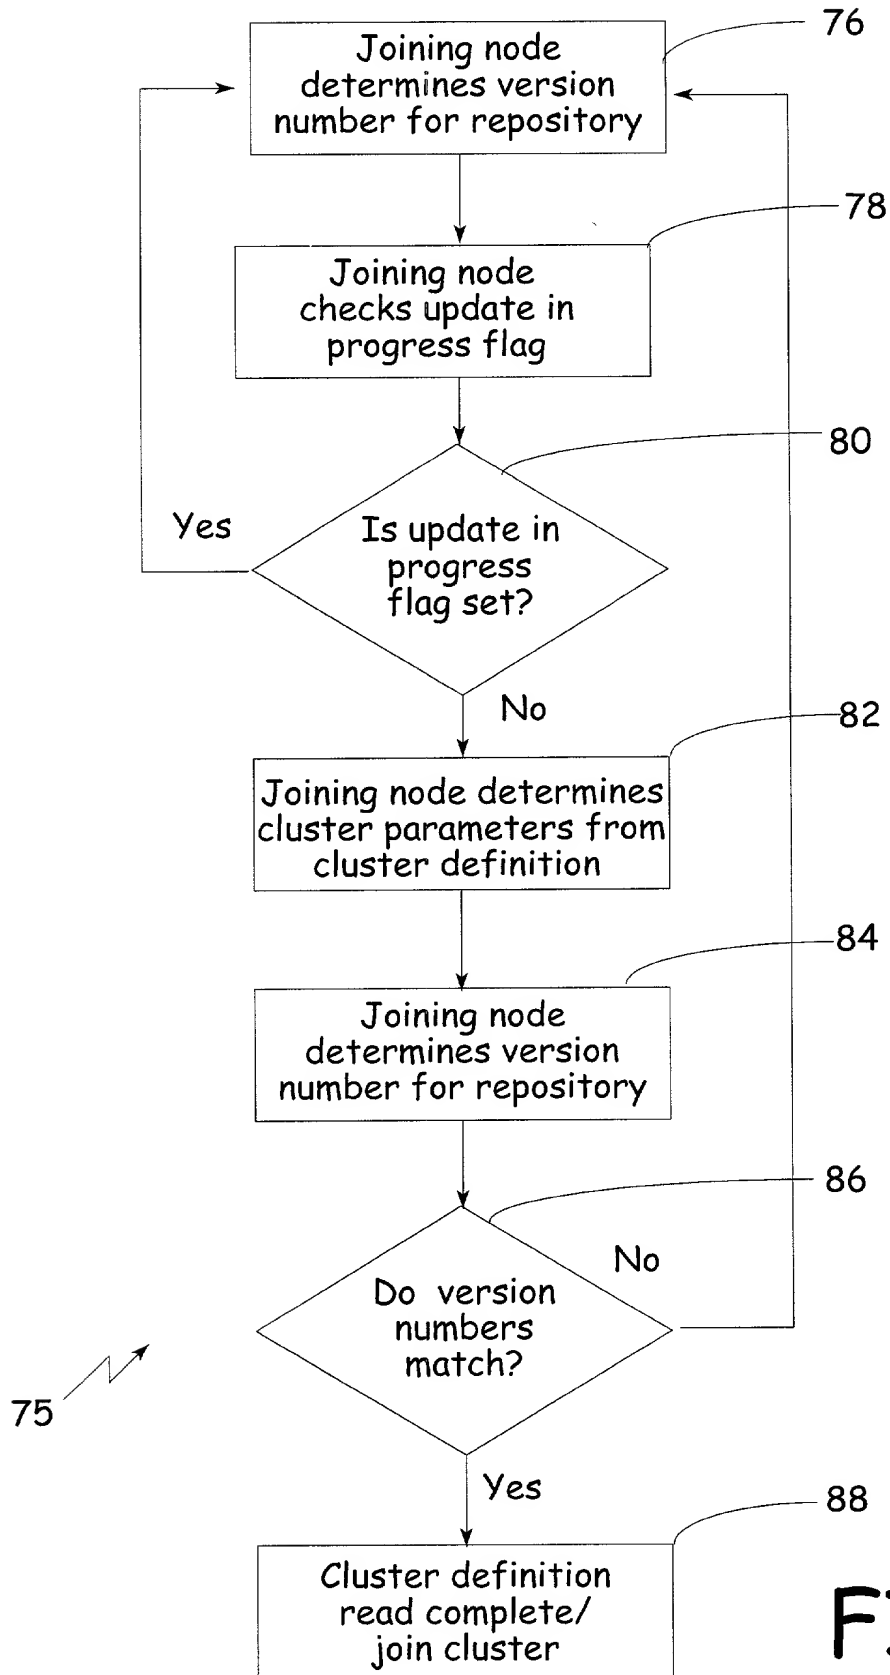 76
Joining node
determines version
number for repository
78
Joining node
checks update in
progress flag
80
Yes
Is update in
progress
flag set?
No
82
Joining node determines
cluster parameters from
cluster definition
84
Joining node
determines version
number for repository
86
No
Do version
numbers
match?
75
Yes
88
Cluster definition
read complete/
join cluster